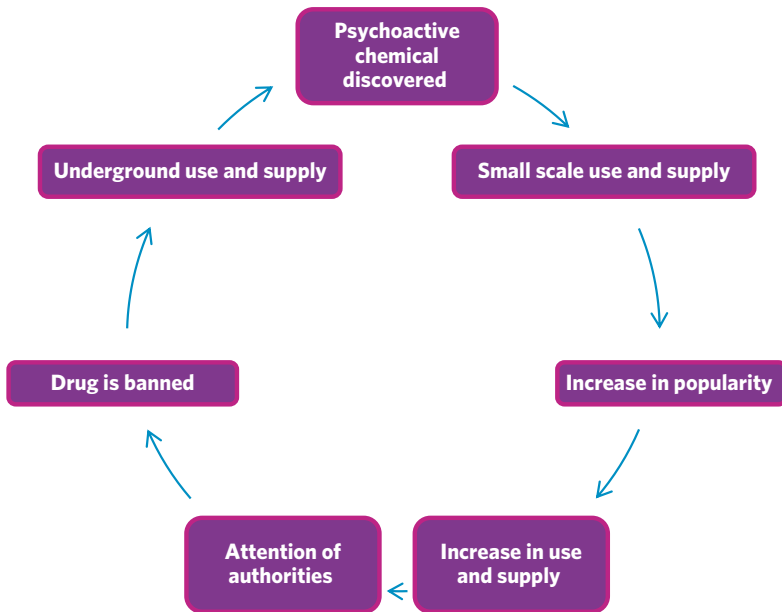 Psychoactive
chemical
discovered
Small scale use and supply
Increase in popularity
Increase in use
and supply
Attention of
authorities
Drug is banned
Underground use and supply